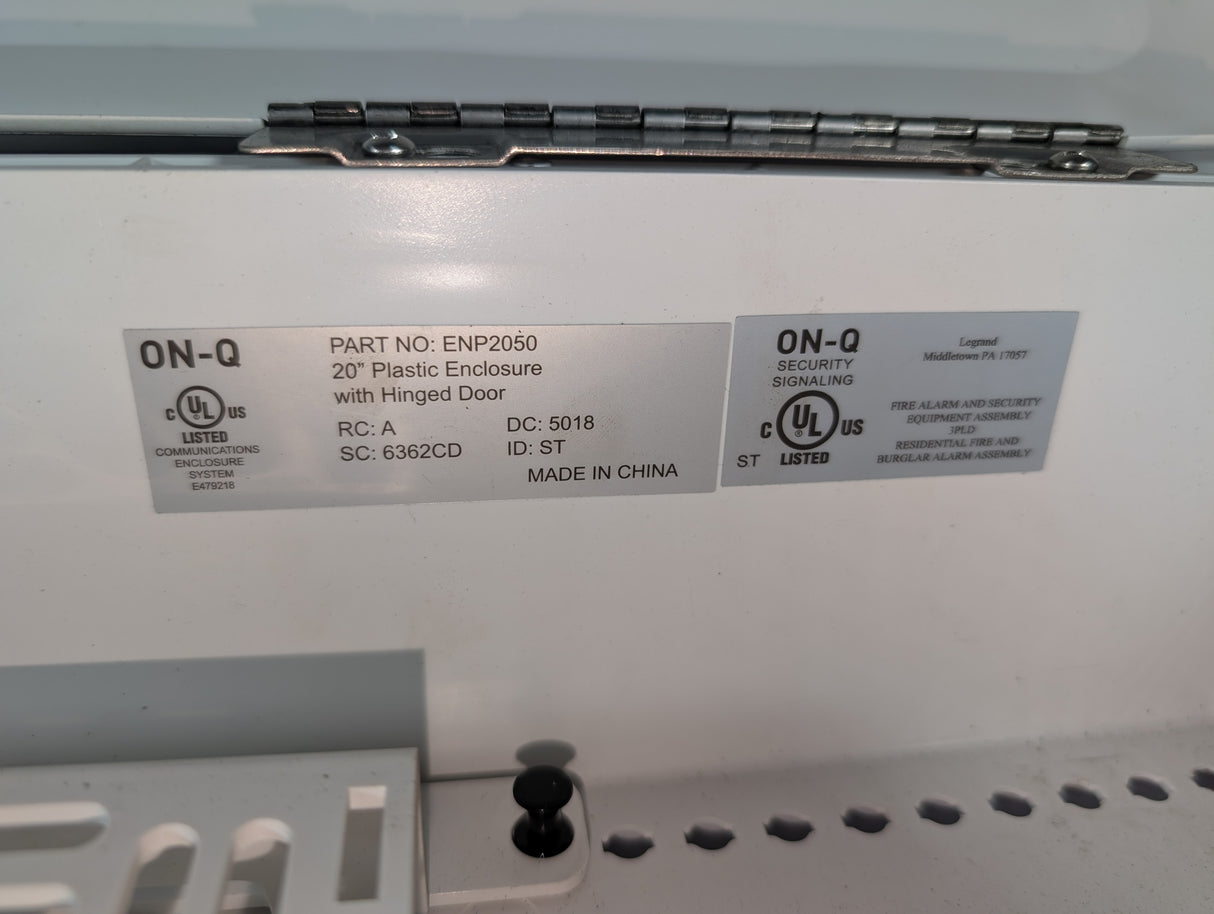 ON-Q
C UL US
®
LISTED
COMMUNICATIONS
ENCLOSURE
SYSTEM
E479218
PART NO: ENP2050
20” Plastic Enclosure
with Hinged Door
RC: A DC: 5018
SC: 6362CD ID: ST
MADE IN CHINA
ON-Q
SECURITY
SIGNALING
C UL US
®
ST LISTED
Legrand
Middletown PA 17057
FIRE ALARM AND SECURITY
EQUIPMENT ASSEMBLY
3PLD
RESIDENTIAL FIRE AND
BURGLAR ALARM ASSEMBLY